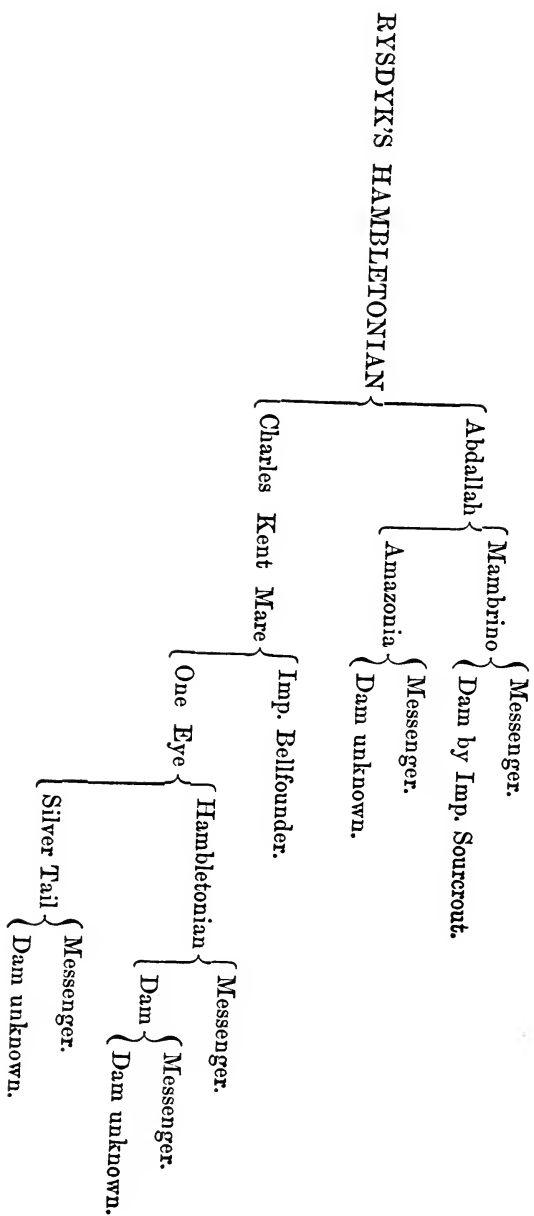 RYSDYK'S HAMBLETONIAN
Abdallah
Mambrino
Messenger.
Dam by Imp. Sourcrout.
Amazonia
Messenger.
Dam unknown.
Charles Kent Mare
Imp. Bellfounder.
One Eye
Hambletonian
Messenger.
Dam
Messenger.
Dam unknown.
Silver Tail
Messenger.
Dam unknown.